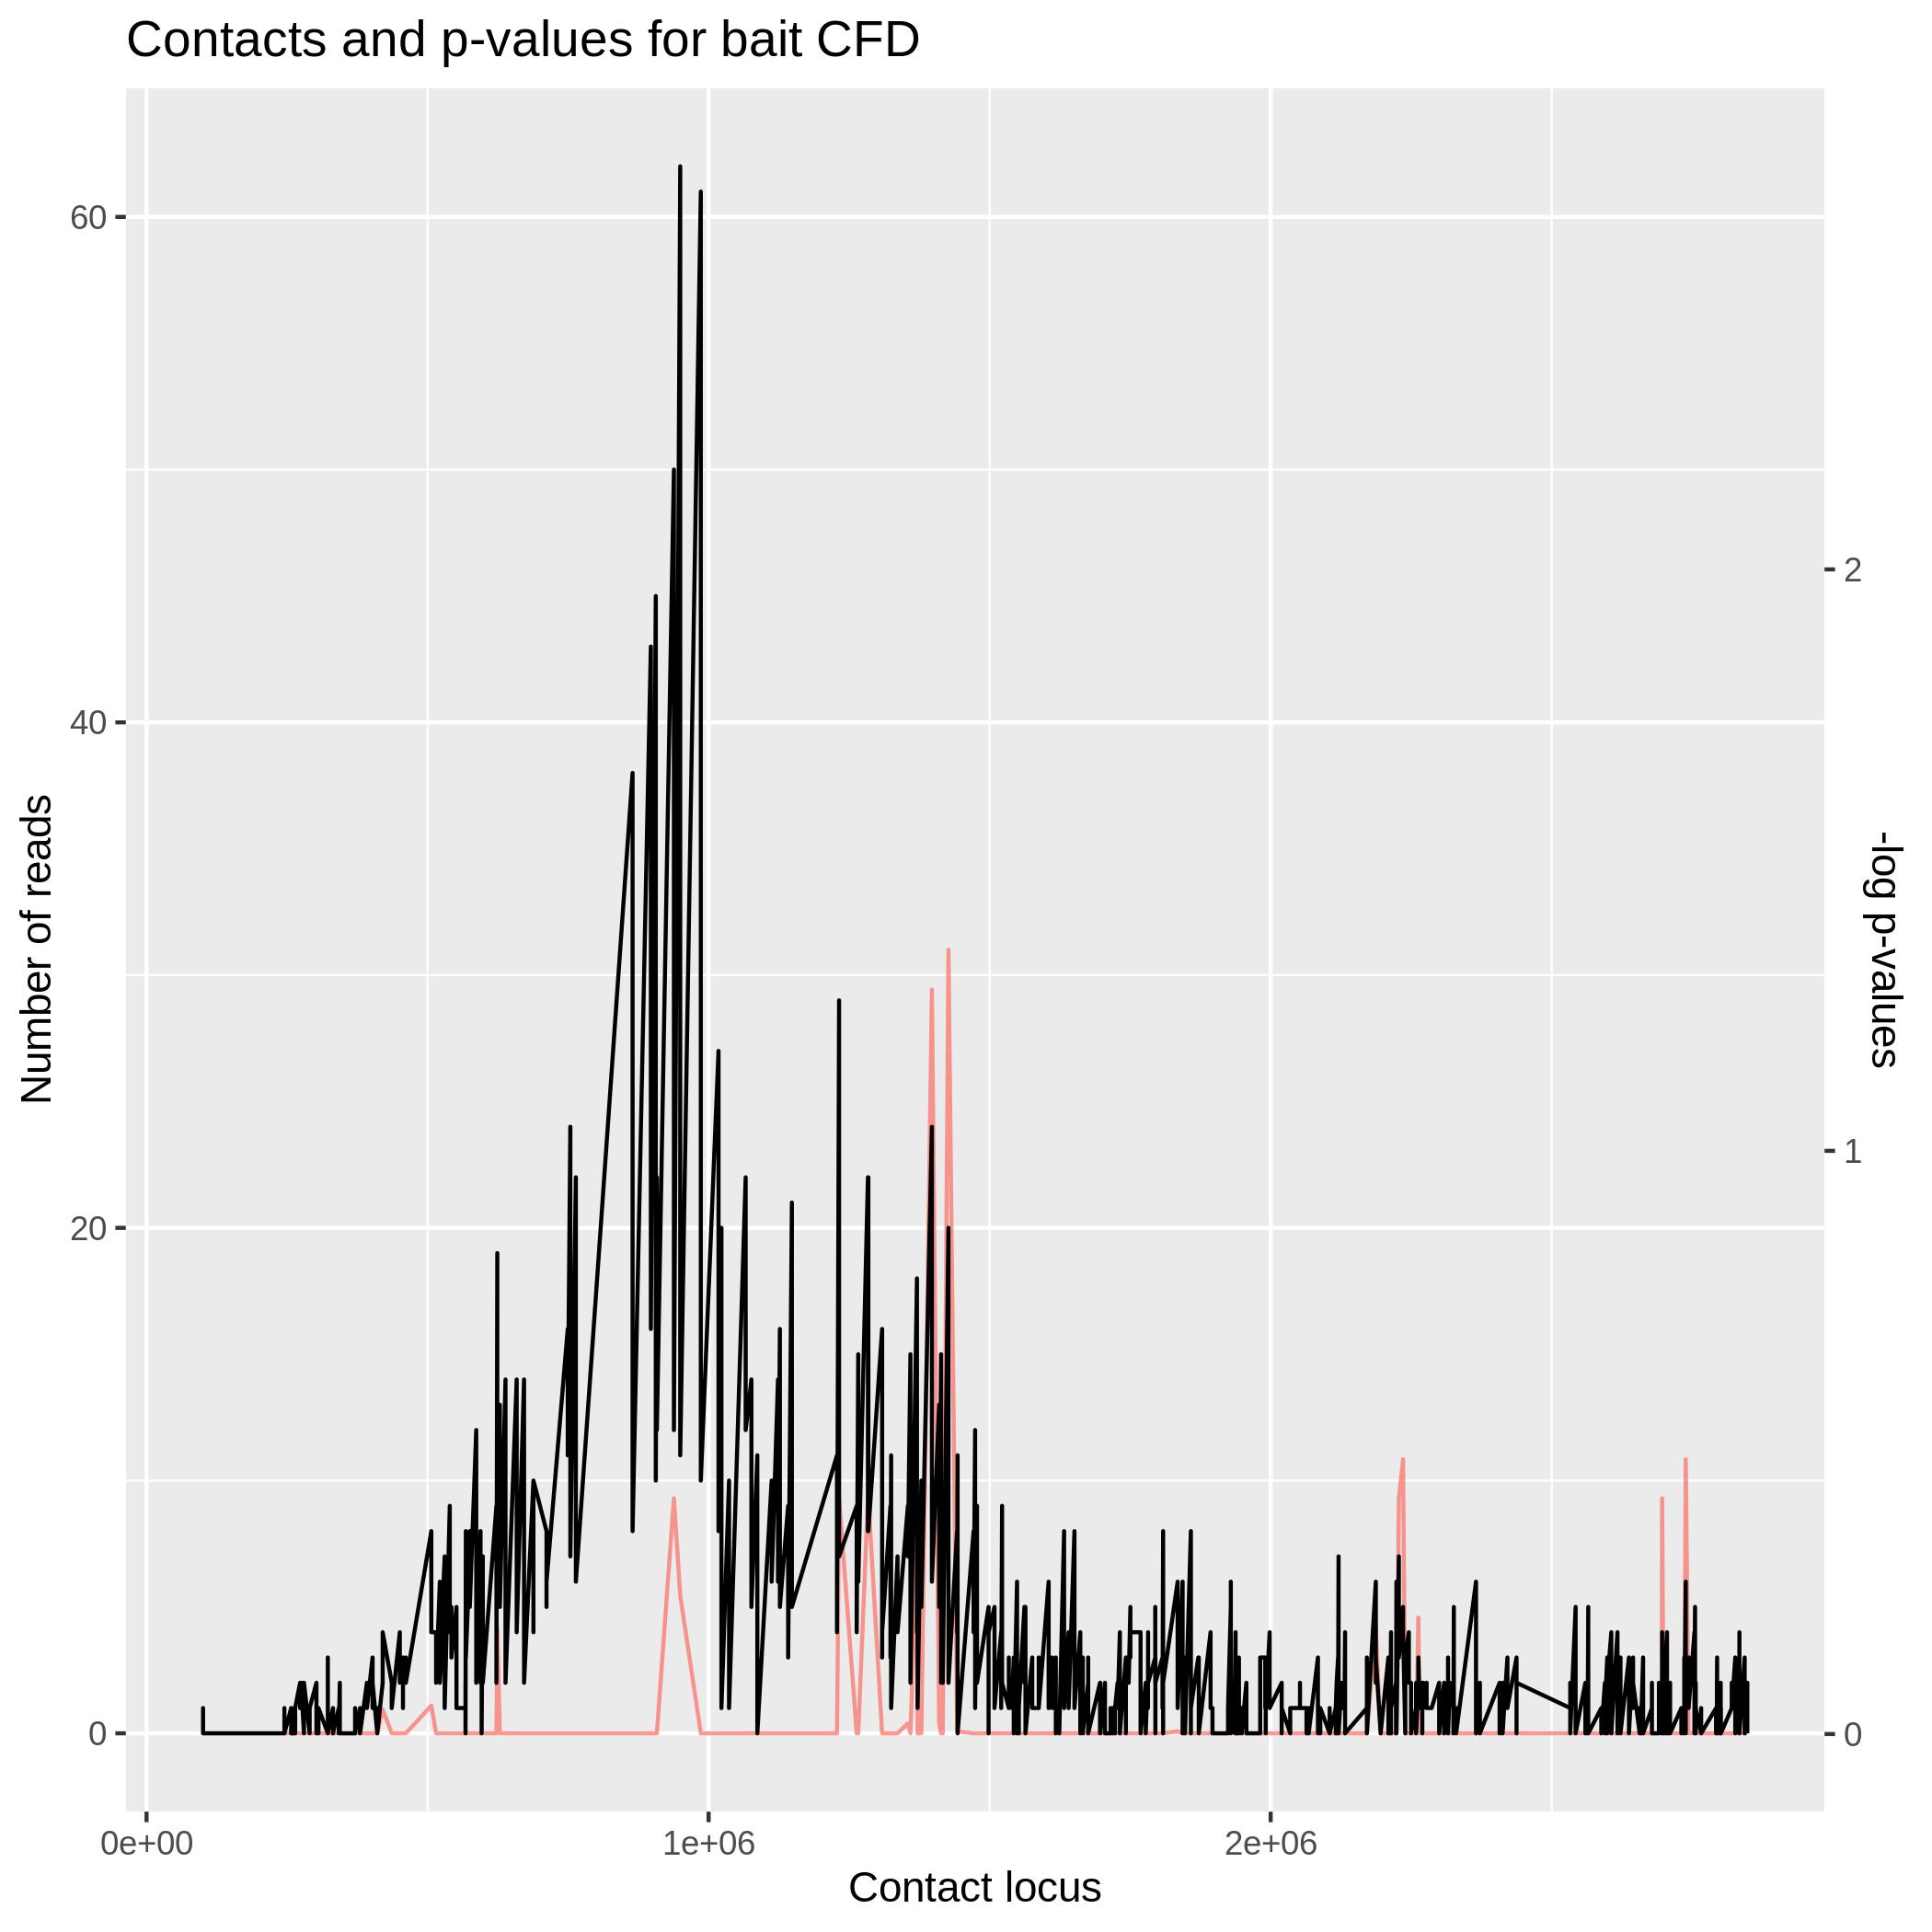 Contacts and p-values for bait CFD
60
40
20
0
Number of reads
2
1
0
-log p-values
0e+00
1e+06
2e+06
Contact locus